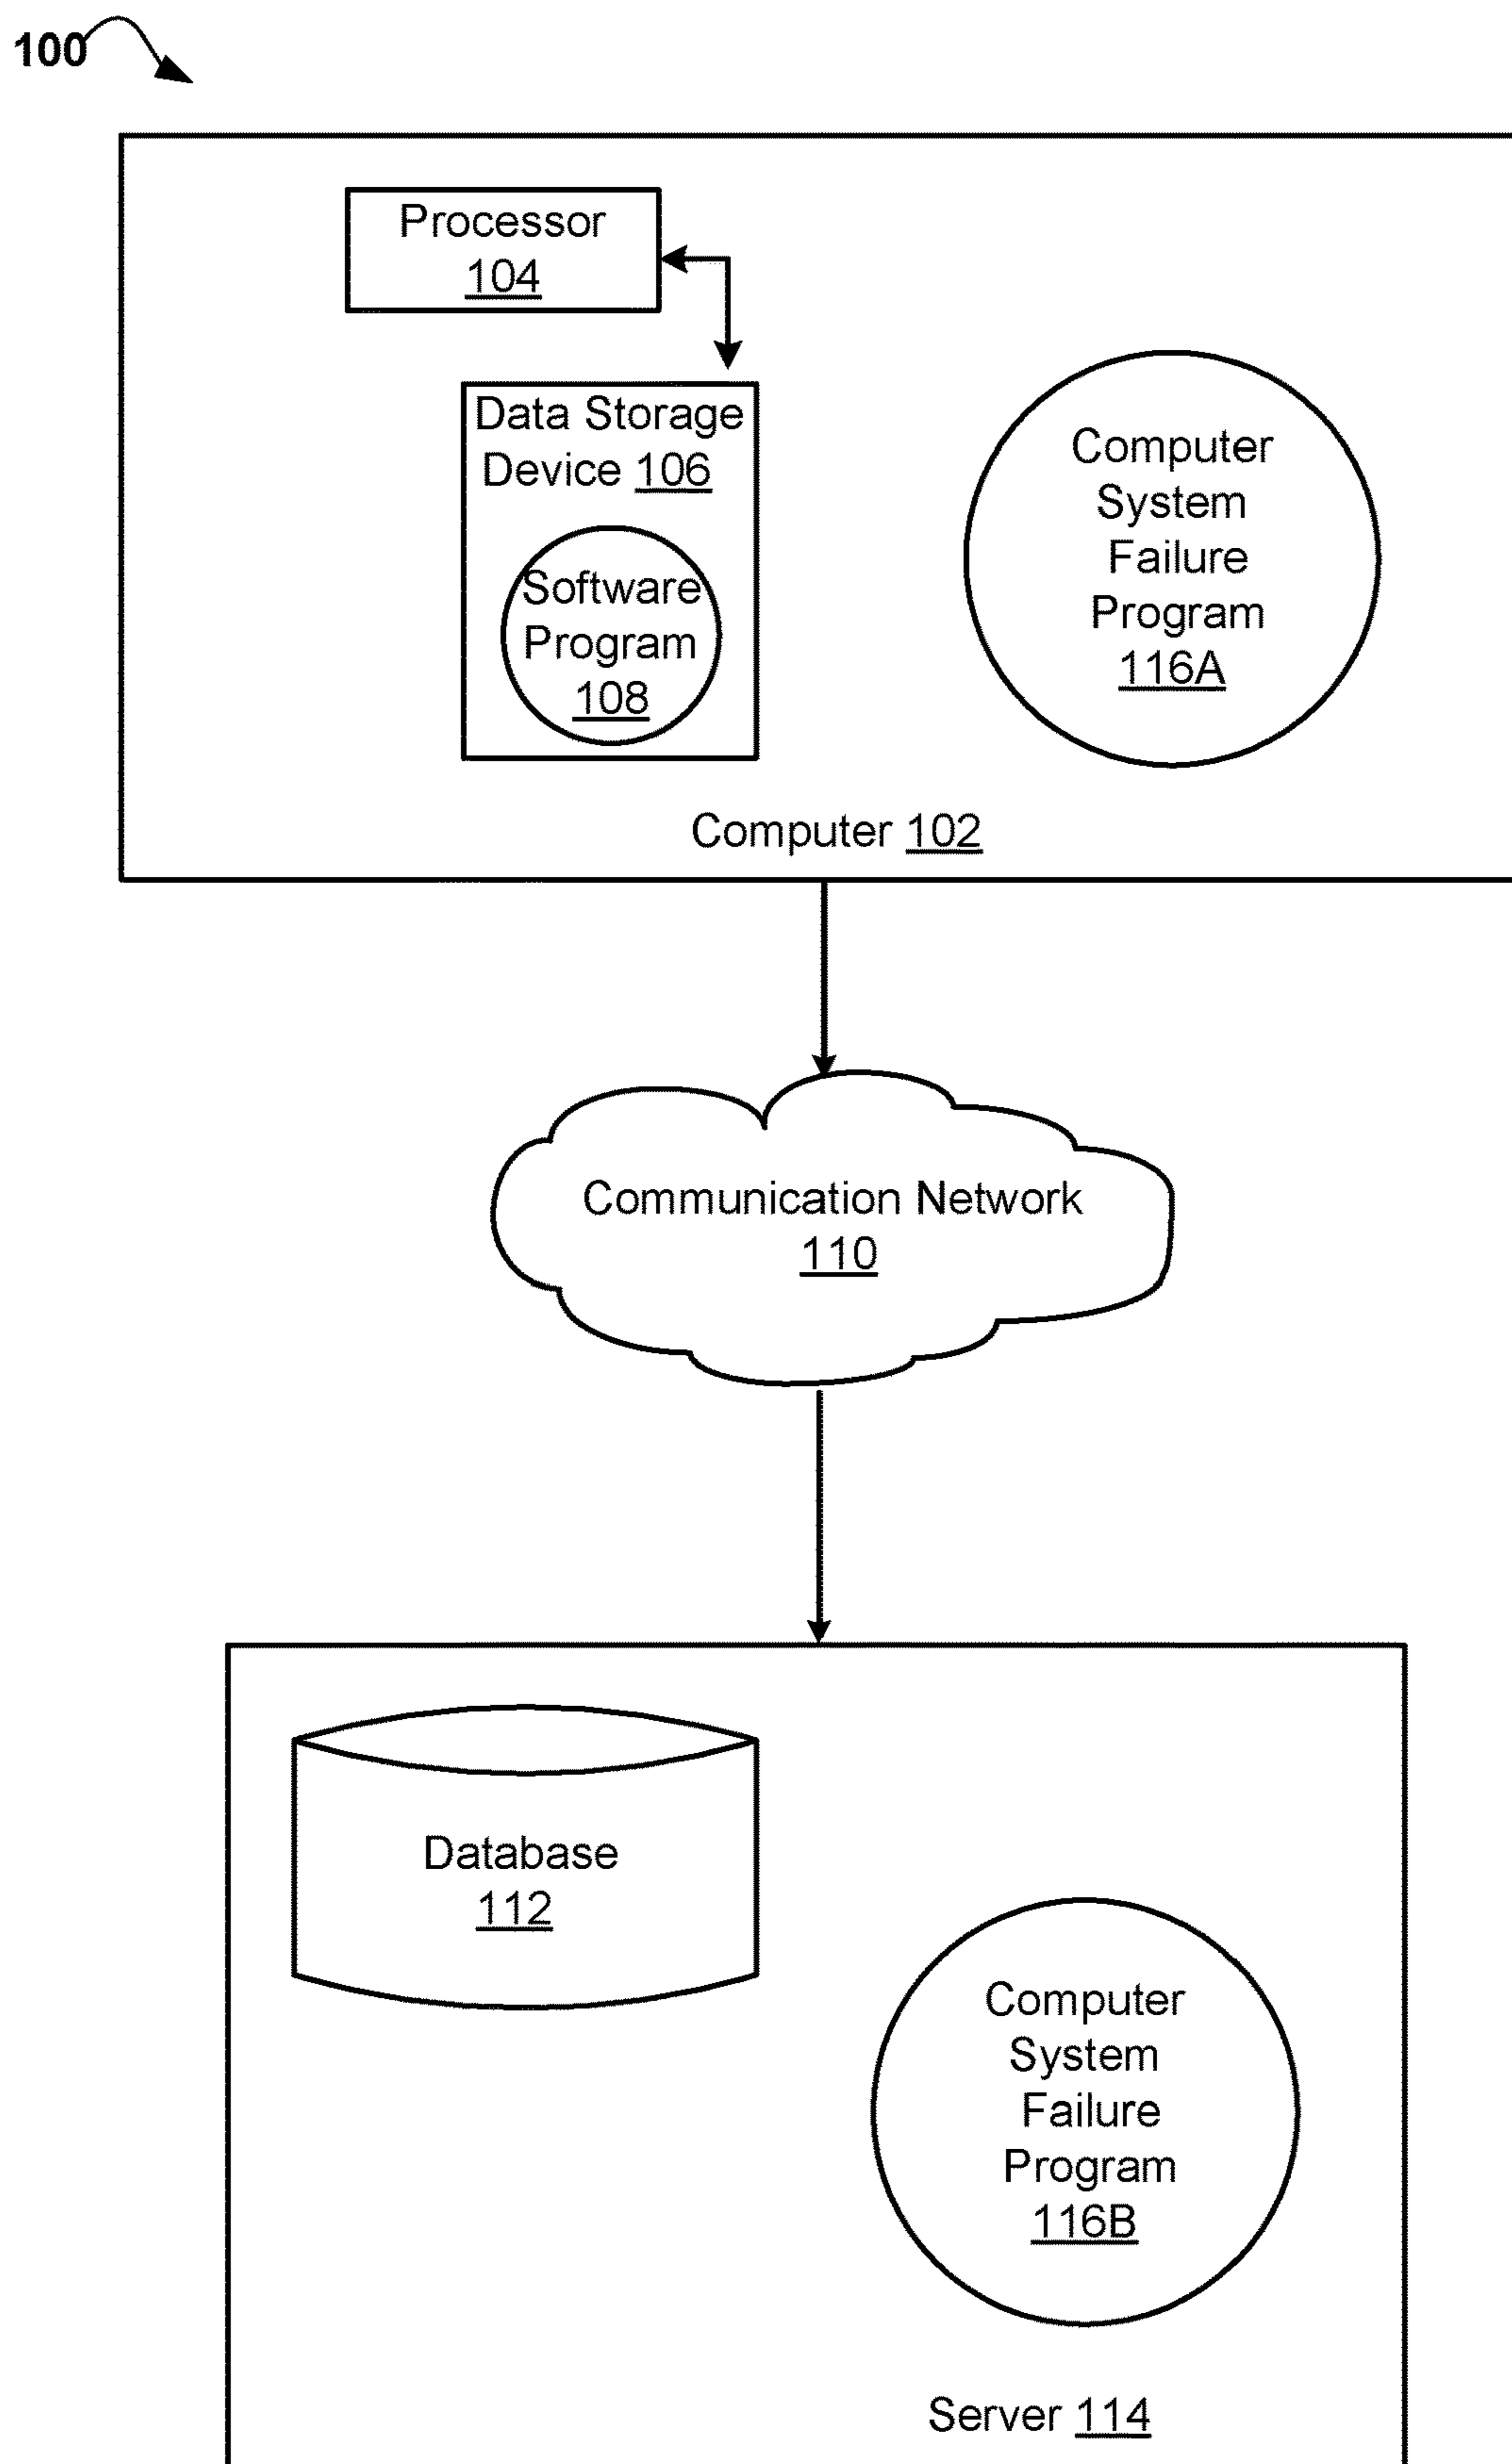 100
Processor
104
Data Storage
Device 106
Software
Program
108
Computer
System
Failure
Program
116A
Computer 102
Communication Network
110
Database
112
Computer
System
Failure
Program
116B
Server 114